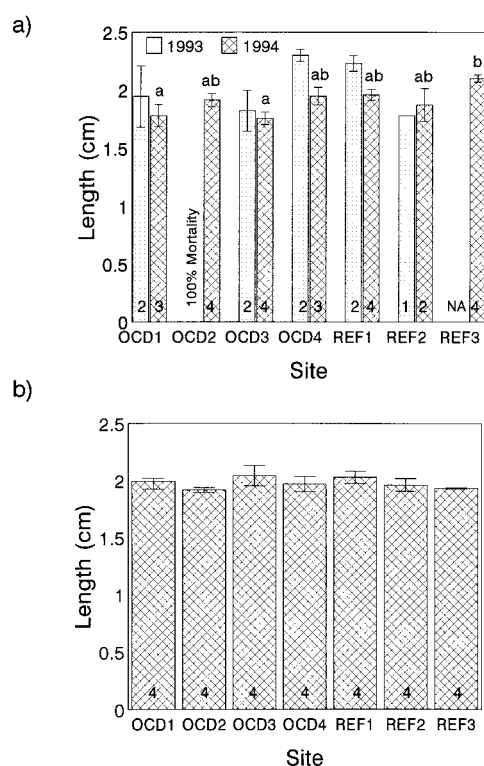 a)
1993 1994
Length (cm)
2.5
2
1.5
1
0.5
0
a ab a ab ab ab b
100% Mortality
2 3 4 2 4 2 3 2 4 1 2 NA 4
OCD1 OCD2 OCD3 OCD4 REF1 REF2 REF3
Site
b)
Length (cm)
2.5
2
1.5
1
0.5
0
4 4 4 4 4 4 4
OCD1 OCD2 OCD3 OCD4 REF1 REF2 REF3
Site